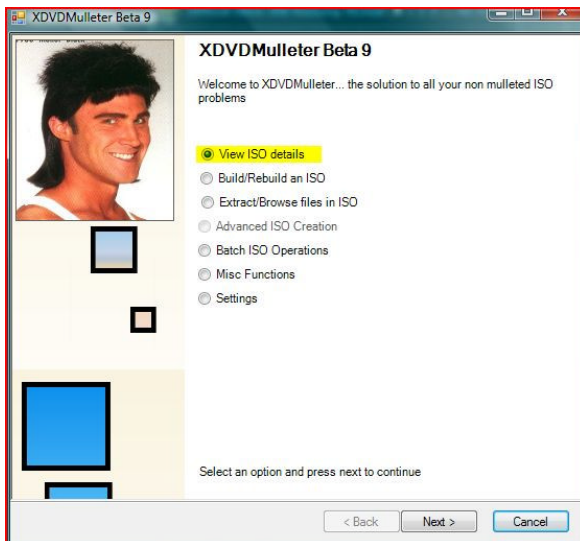 XDVDMulleter Beta 9
XDVDMulleter Beta 9
Welcome to XDVDMulleter... the solution to all your non mulleted ISO
problems
View ISO details
Build/Rebuild an ISO
Extract/Browse files in ISO
Advanced ISO Creation
Batch ISO Operations
Misc Functions
Settings
Select an option and press next to continue
< Back
Next >
Cancel